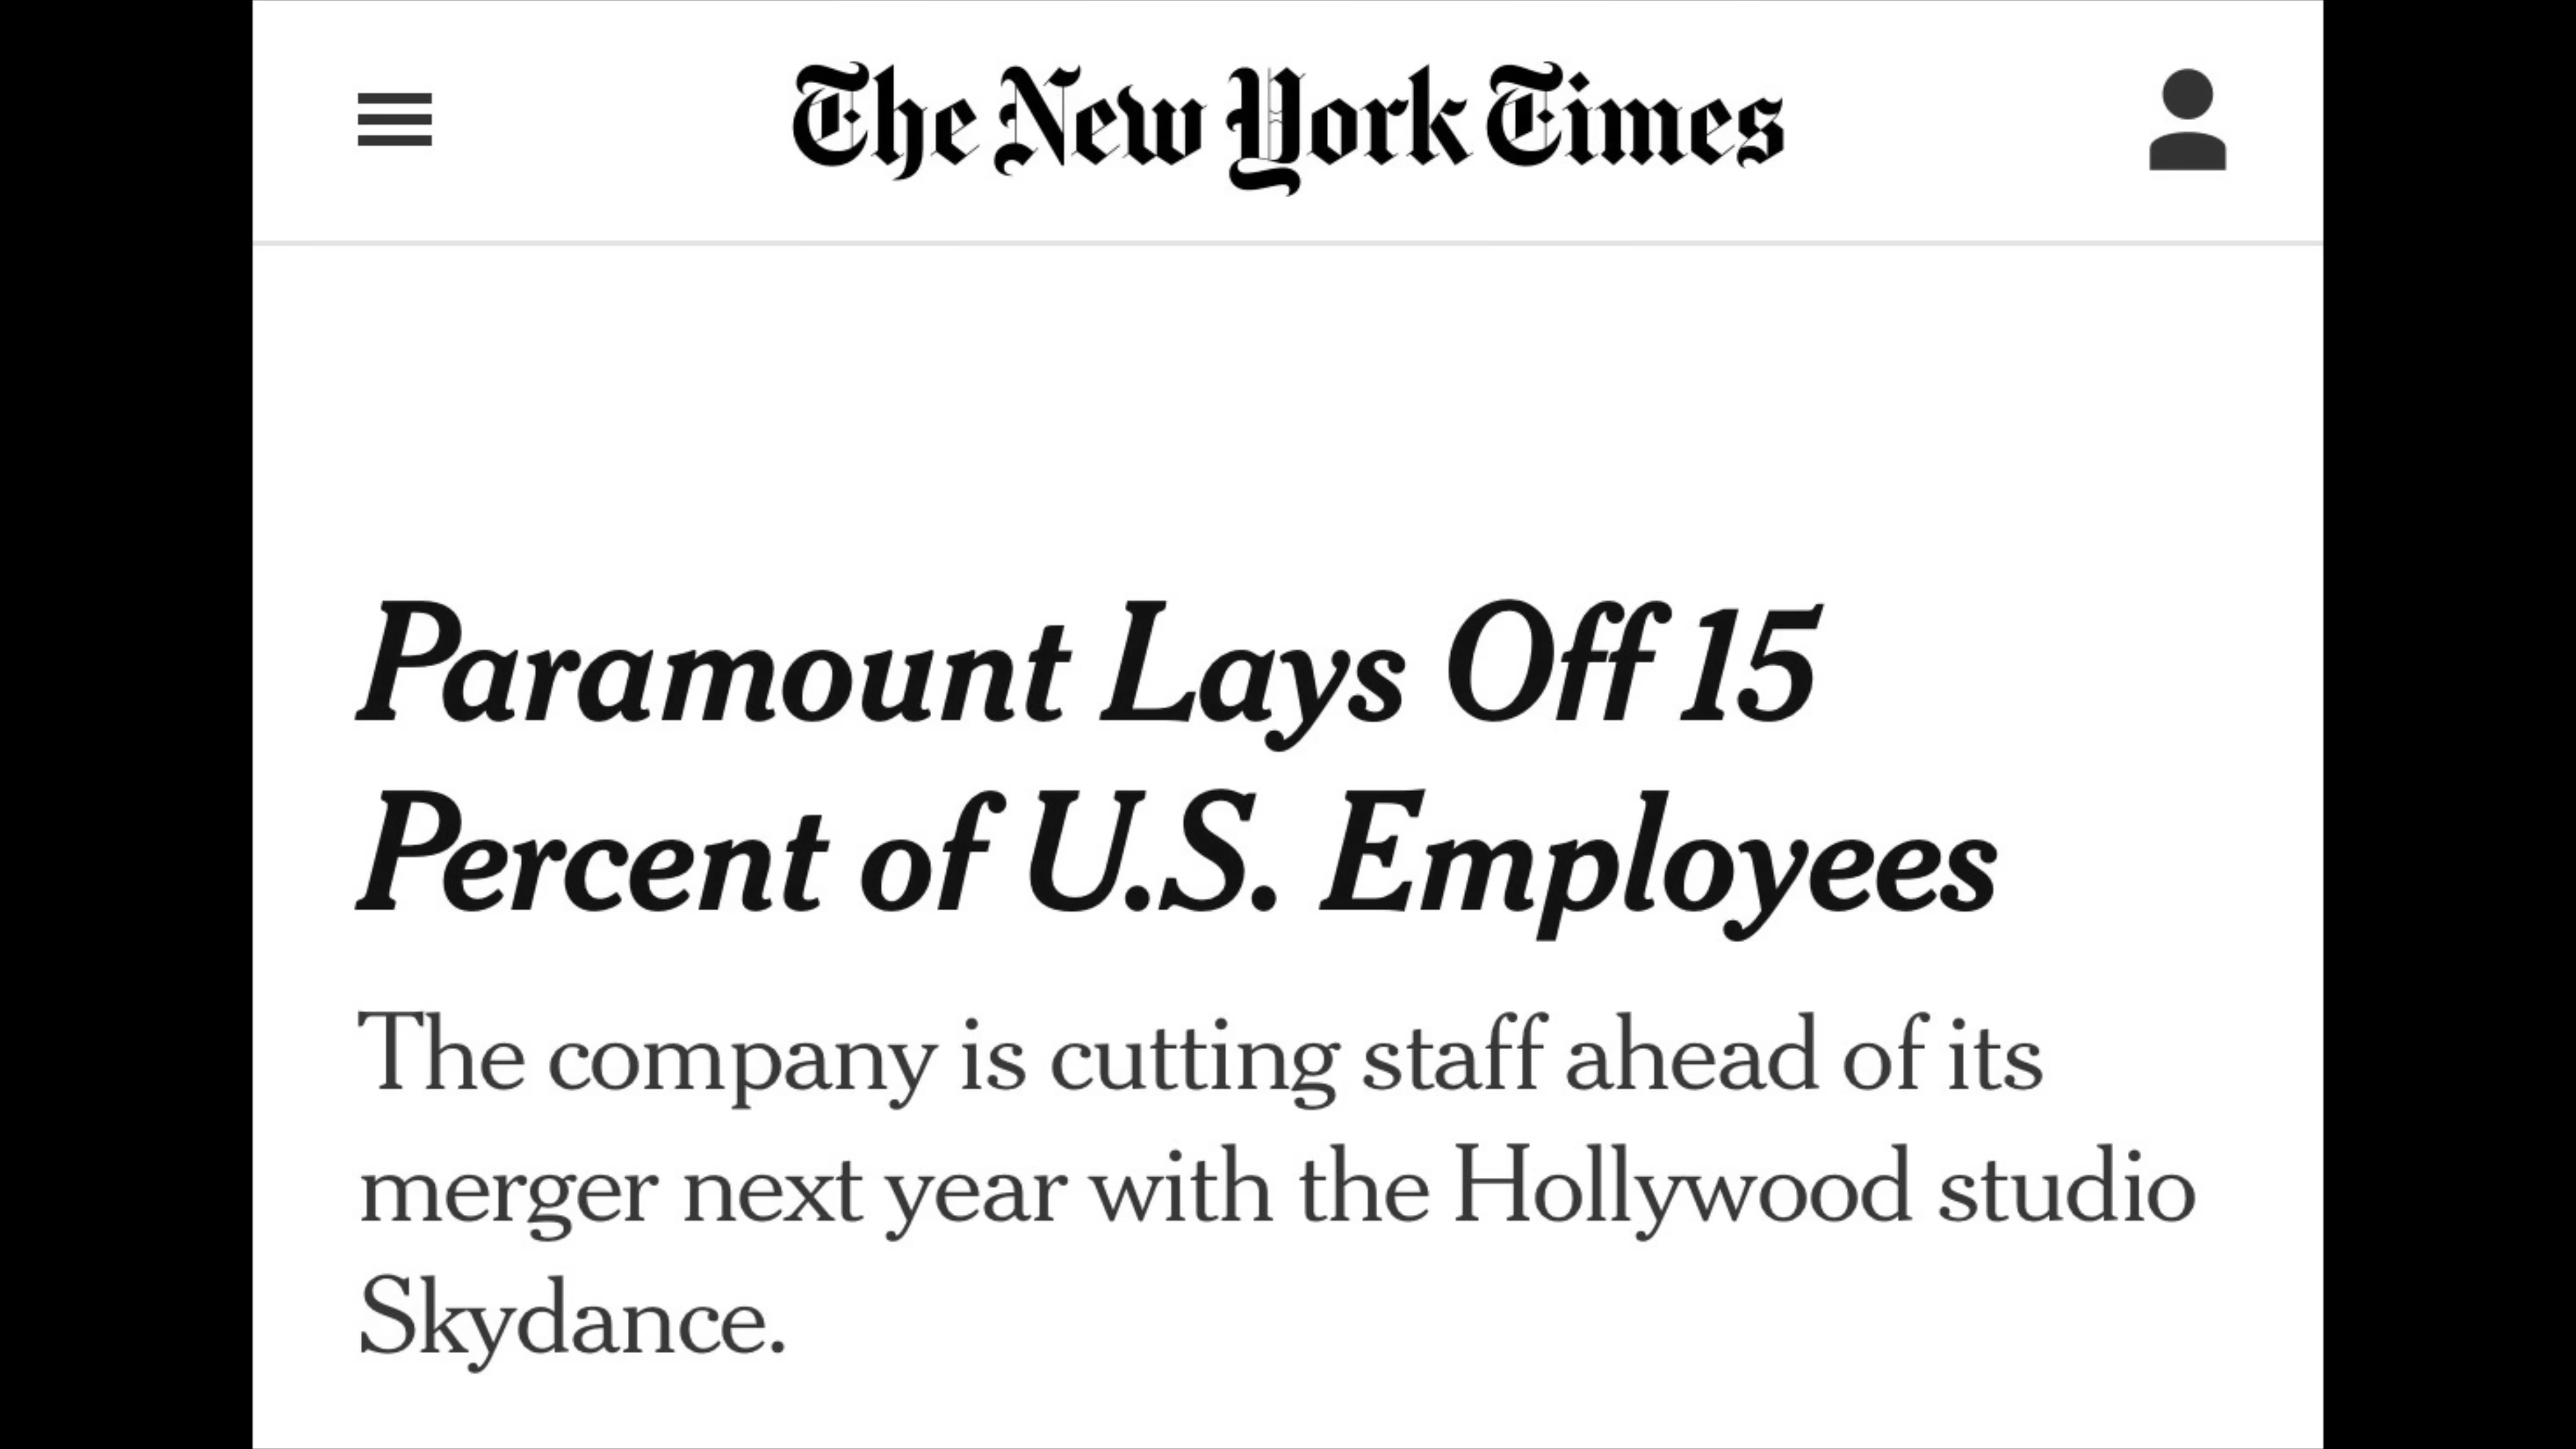 The New York Times
Paramount Lays Off 15
Percent of U.S. Employees
The company is cutting staff ahead of its
merger next year with the Hollywood studio
Skydance.